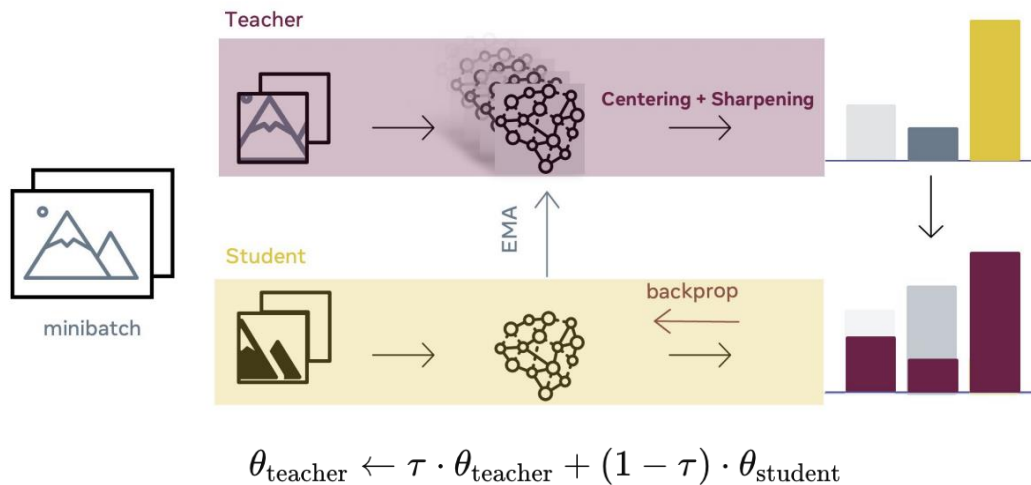 Teacher
Centering + Sharpening
EMA
Student
backprop
minibatch
θ_teacher ← τ · θ_teacher + (1 − τ) · θ_student